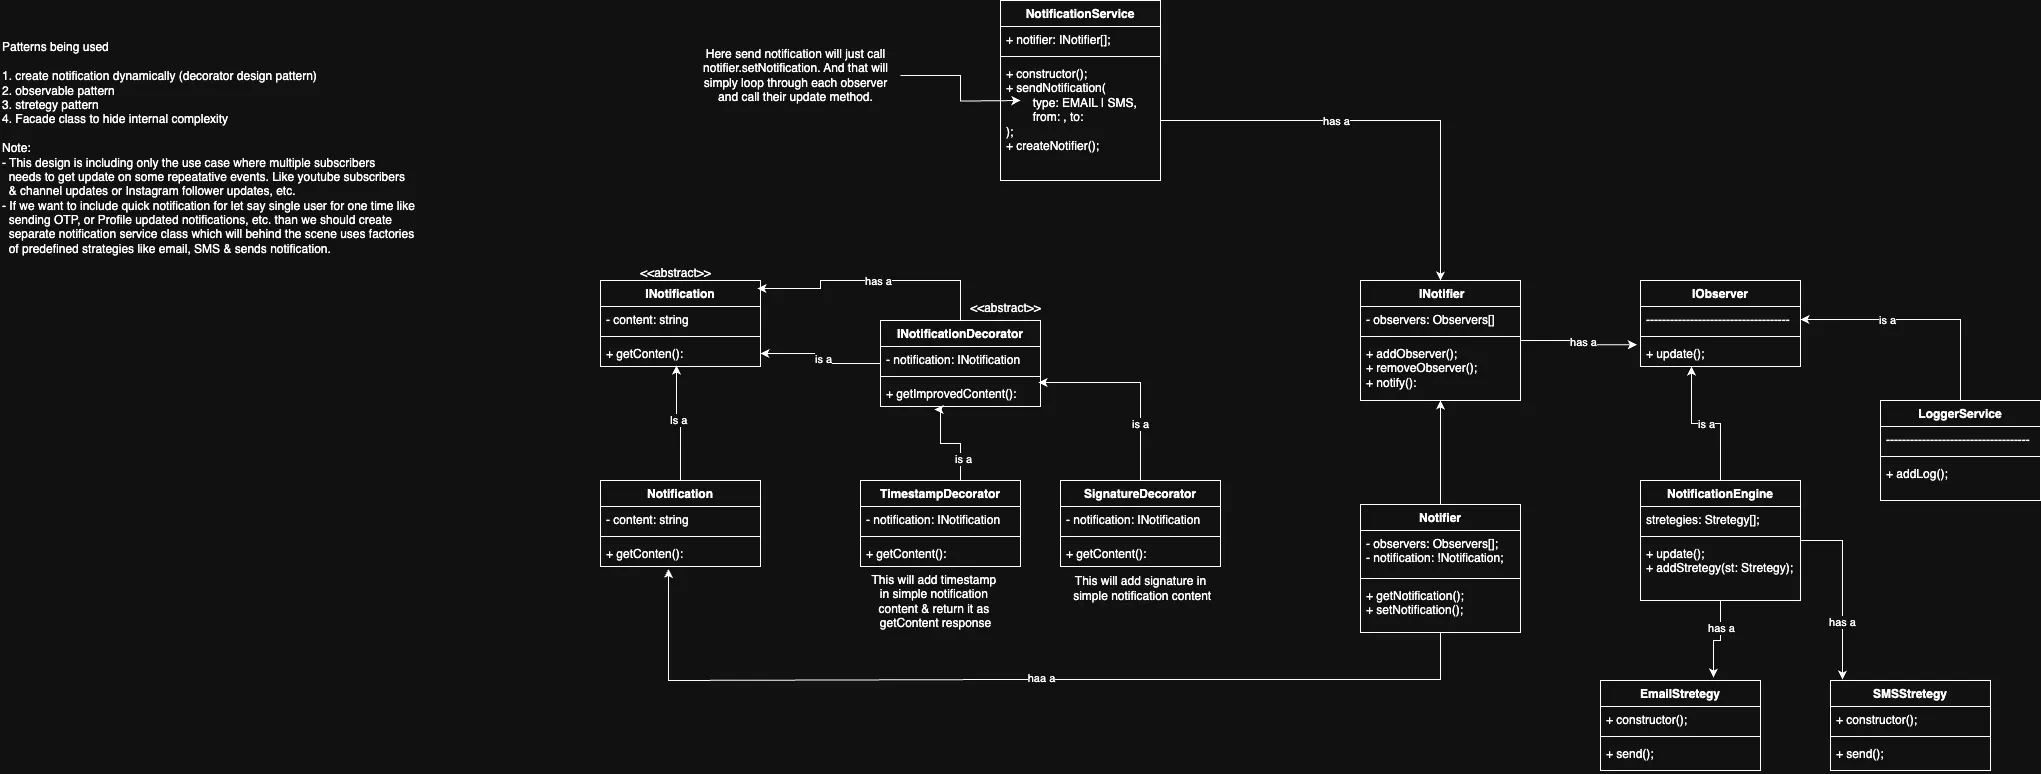 Patterns being used
1. create notification dynamically (decorator design pattern)
2. observable pattern
3. stretegy pattern
4. Facade class to hide internal complexity
Note:
- This design is including only the use case where multiple subscribers
needs to get update on some repeatative events. Like youtube subscribers
& channel updates or Instagram follower updates, etc.
- If we want to include quick notification for let say single user for one time like
sending OTP, or Profile updated notifications, etc. than we should create
separate notification service class which will behind the scene uses factories
of predefined strategies like email, SMS & sends notification.
Here send notification will just call
notifier.setNotification. And that will
simply loop through each observer
and call their update method.
NotificationService
+ notifier: INotifier[];
+ constructor();
+ sendNotification(
type: EMAIL | SMS,
from: , to:
);
+ createNotifier();
has a
<<abstract>>
INotification
- content: string
+ getConten():
has a
<<abstract>>
INotificationDecorator
- notification: INotification
+ getImprovedContent():
is a
Is a
is a
is a
Notification
- content: string
+ getConten():
TimestampDecorator
- notification: INotification
+ getContent():
This will add timestamp
in simple notification
content & return it as
getContent response
SignatureDecorator
- notification: INotification
+ getContent():
This will add signature in
simple notification content
haa a
INotifier
- observers: Observers[]
+ addObserver();
+ removeObserver();
+ notify():
has a
Notifier
- observers: Observers[];
- notification: !Notification;
+ getNotification();
+ setNotification();
IObserver
------------------------------------
+ update();
is a
is a
LoggerService
------------------------------------
+ addLog();
NotificationEngine
stretegies: Stretegy[];
+ update();
+ addStretegy(st: Stretegy);
has a
has a
EmailStretegy
+ constructor();
+ send();
SMSStretegy
+ constructor();
+ send();